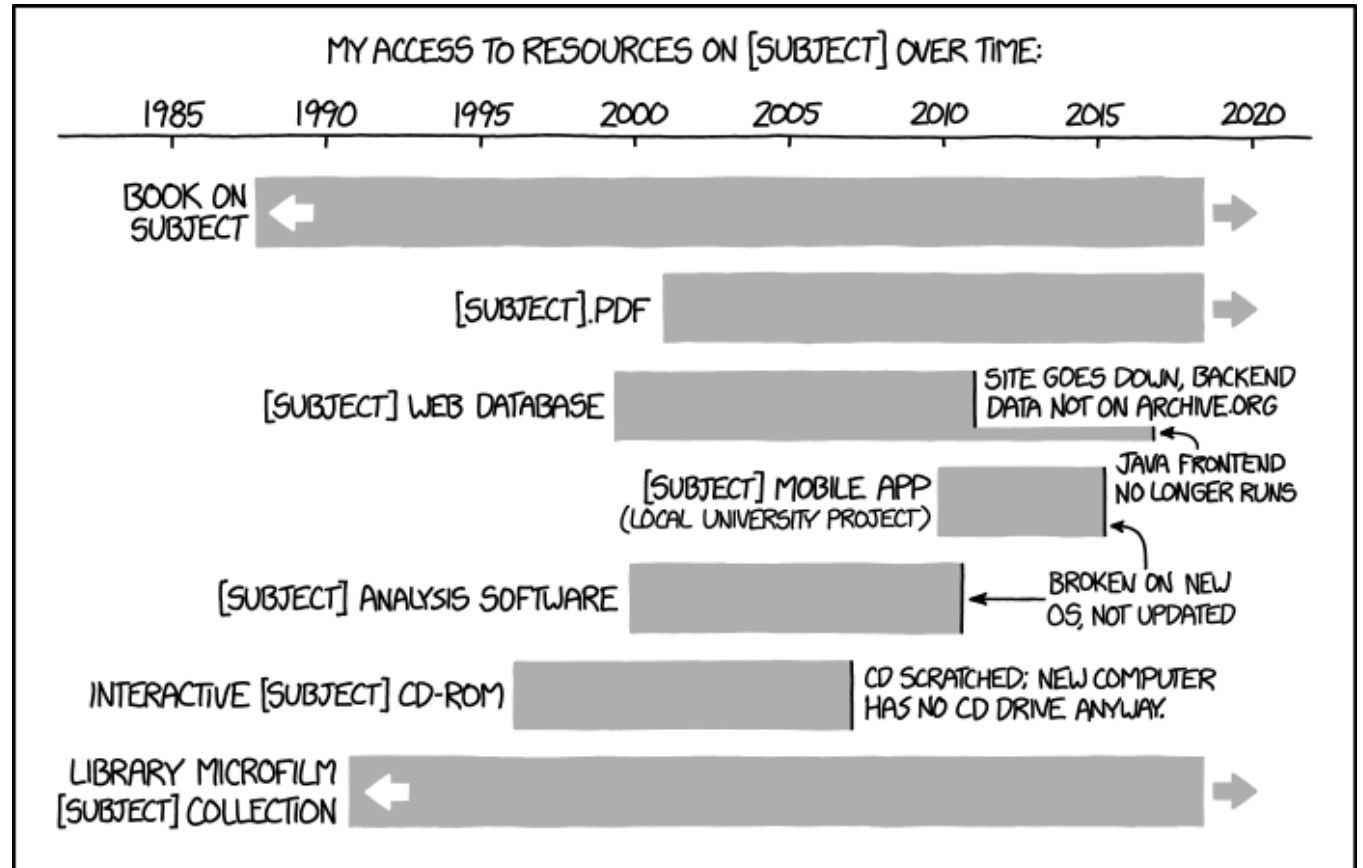 MY ACCESS TO RESOURCES ON [SUBJECT] OVER TIME:
1985 1990 1995 2000 2005 2010 2015 2020
BOOK ON
SUBJECT
[SUBJECT].PDF
[SUBJECT] WEB DATABASE
SITE GOES DOWN, BACKEND
DATA NOT ON ARCHIVE.ORG
JAVA FRONTEND
NO LONGER RUNS
[SUBJECT] MOBILE APP
(LOCAL UNIVERSITY PROJECT)
[SUBJECT] ANALYSIS SOFTWARE
BROKEN ON NEW
OS, NOT UPDATED
INTERACTIVE [SUBJECT] CD-ROM
CD SCRATCHED; NEW COMPUTER
HAS NO CD DRIVE ANYWAY.
LIBRARY MICROFILM
[SUBJECT] COLLECTION